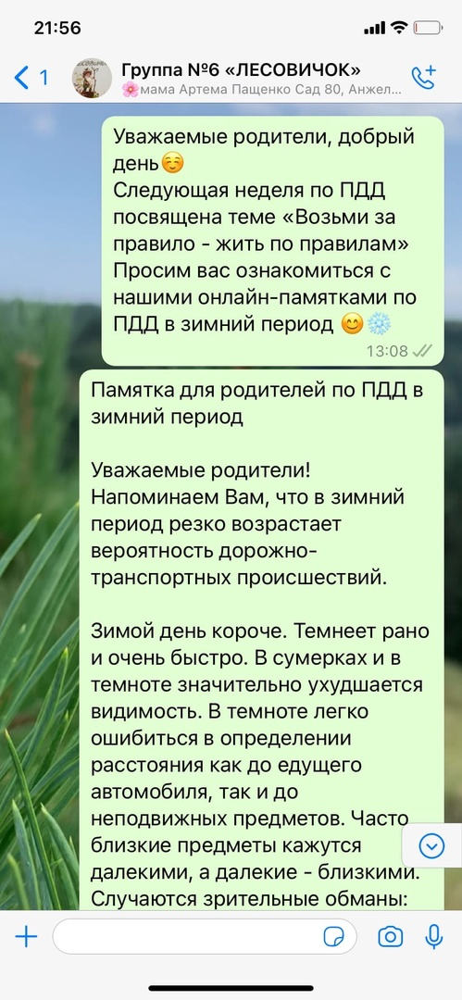 21:56
1
Группа №6 «ЛЕСОВИЧОК»
🌸мама Артема Пащенко Сад 80, Анжел...
Уважаемые родители, добрый
день☺️
Следующая неделя по ПДД
посвящена теме «Возьми за
правило - жить по правилам»
Просим вас ознакомиться с
нашими онлайн-памятками по
ПДД в зимний период 😊❄️
13:08
Памятка для родителей по ПДД в
зимний период
Уважаемые родители!
Напоминаем Вам, что в зимний
период резко возрастает
вероятность дорожно-
транспортных происшествий.
Зимой день короче. Темнеет рано
и очень быстро. В сумерках и в
темноте значительно ухудшается
видимость. В темноте легко
ошибиться в определении
расстояния как до едущего
автомобиля, так и до
неподвижных предметов. Часто
близкие предметы кажутся
далекими, а далекие - близкими.
Случаются зрительные обманы: